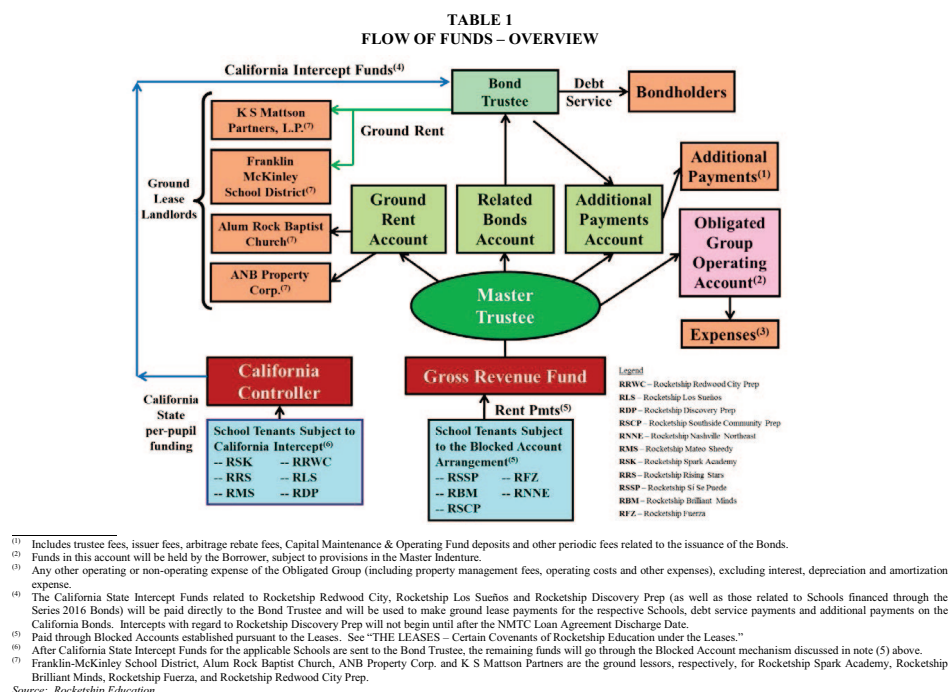 TABLE 1
FLOW OF FUNDS – OVERVIEW
California Intercept Funds(4)
Bond
Trustee
Debt
Service
Bondholders
K S Mattson
Partners, L.P.(7)
Ground Rent
Franklin
McKinley
School District(7)
Ground
Lease
Landlords
Alum Rock Baptist
Church(7)
ANB Property
Corp.(7)
Ground
Rent
Account
Related
Bonds
Account
Additional
Payments
Account
Additional
Payments(1)
Obligated
Group
Operating
Account(2)
Expenses(3)
Master
Trustee
California
Controller
Gross Revenue Fund
California
State
per-pupil
funding
Rent Pmts(5)
School Tenants Subject to
California Intercept(6)
-- RSK -- RRWC
-- RRS -- RLS
-- RMS -- RDP
School Tenants Subject
to the Blocked Account
Arrangement(5)
-- RSSP -- RFZ
-- RBM -- RNNE
-- RSCP
Legend
RRWC – Rocketship Redwood City Prep
RLS – Rocketship Los Sueños
RDP – Rocketship Discovery Prep
RSCP – Rocketship Southside Community Prep
RNNE – Rocketship Nashville Northeast
RMS – Rocketship Mateo Sheedy
RSK – Rocketship Spark Academy
RRS – Rocketship Rising Stars
RSSP – Rocketship Sí Se Puede
RBM – Rocketship Brilliant Minds
RFZ – Rocketship Fuerza
(1) Includes trustee fees, issuer fees, arbitrage rebate fees, Capital Maintenance & Operating Fund deposits and other periodic fees related to the issuance of the Bonds.
(2) Funds in this account will be held by the Borrower, subject to provisions in the Master Indenture.
(3) Any other operating or non-operating expense of the Obligated Group (including property management fees, operating costs and other expenses), excluding interest, depreciation and amortization
expense.
(4) The California State Intercept Funds related to Rocketship Redwood City, Rocketship Los Sueños and Rocketship Discovery Prep (as well as those related to Schools financed through the
Series 2016 Bonds) will be paid directly to the Bond Trustee and will be used to make ground lease payments for the respective Schools, debt service payments and additional payments on the
California Bonds. Intercepts with regard to Rocketship Discovery Prep will not begin until after the NMTC Loan Agreement Discharge Date.
(5) Paid through Blocked Accounts established pursuant to the Leases. See “THE LEASES – Certain Covenants of Rocketship Education under the Leases.”
(6) After California State Intercept Funds for the applicable Schools are sent to the Bond Trustee, the remaining funds will go through the Blocked Account mechanism discussed in note (5) above.
(7) Franklin-McKinley School District, Alum Rock Baptist Church, ANB Property Corp. and K S Mattson Partners are the ground lessors, respectively, for Rocketship Spark Academy, Rocketship
Brilliant Minds, Rocketship Fuerza, and Rocketship Redwood City Prep.
Source: Rocketship Education